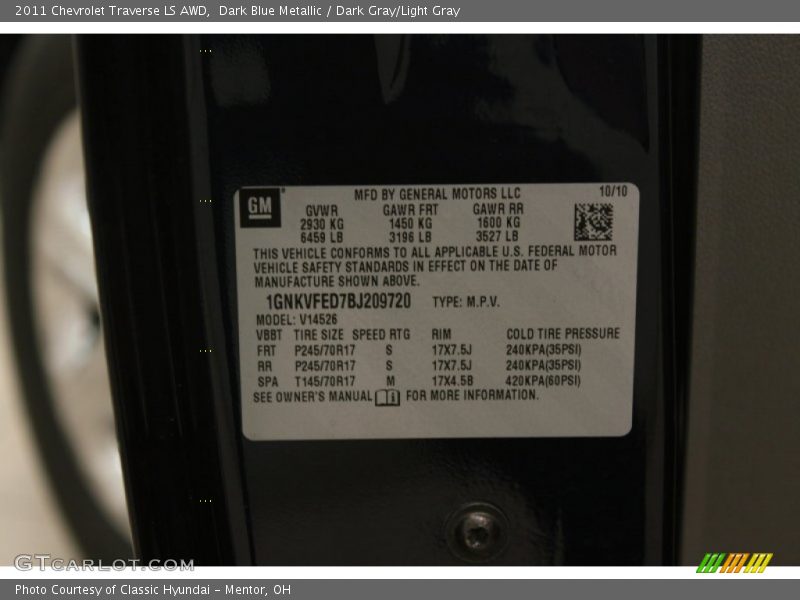 2011 Chevrolet Traverse LS AWD,  Dark Blue Metallic / Dark Gray/Light Gray
GM®
MFD BY GENERAL MOTORS LLC 10/10
GVWR GAWR FRT GAWR RR
2930 KG 1450 KG 1600 KG
6459 LB 3196 LB 3527 LB
THIS VEHICLE CONFORMS TO ALL APPLICABLE U.S. FEDERAL MOTOR
VEHICLE SAFETY STANDARDS IN EFFECT ON THE DATE OF
MANUFACTURE SHOWN ABOVE.
1GNKVFED7BJ209720 TYPE: M.P.V.
MODEL: V14526
VBBT TIRE SIZE SPEED RTG RIM COLD TIRE PRESSURE
FRT P245/70R17 S 17X7.5J 240KPA(35PSI)
RR P245/70R17 S 17X7.5J 240KPA(35PSI)
SPA T145/70R17 M 17X4.5B 420KPA(60PSI)
SEE OWNER'S MANUAL FOR MORE INFORMATION.
GTCARLOT.COM
Photo Courtesy of Classic Hyundai - Mentor, OH